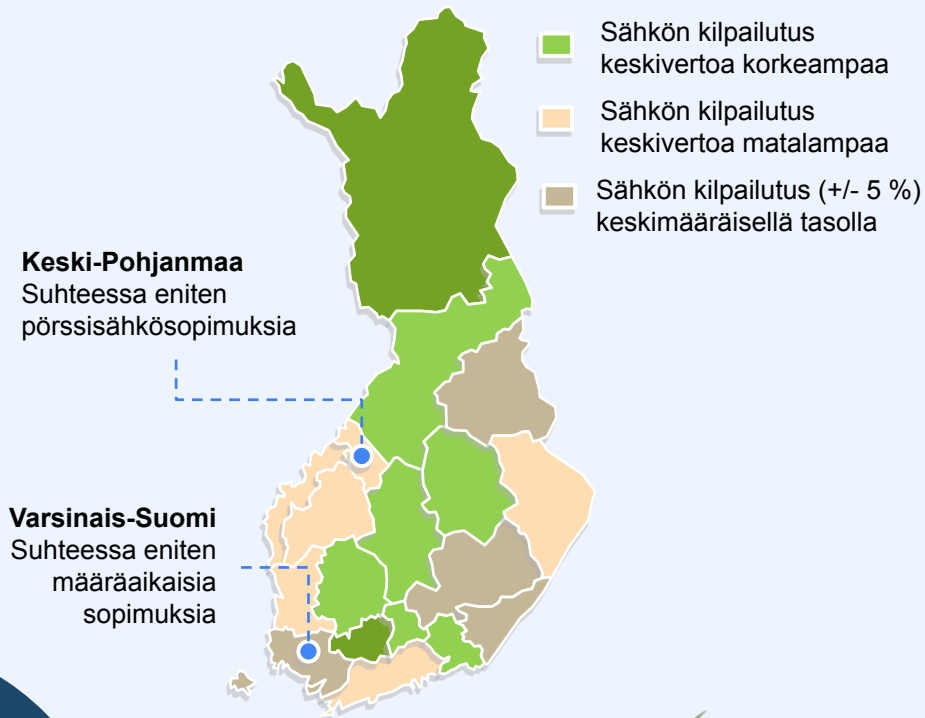 Sähkön kilpailutus
keskivertoa korkeampaa
Sähkön kilpailutus
keskivertoa matalampaa
Sähkön kilpailutus (+/- 5 %)
keskimääräisellä tasolla
Keski-Pohjanmaa
Suhteessa eniten
pörssisähkösopimuksia
Varsinais-Suomi
Suhteessa eniten
määräaikaisia
sopimuksia